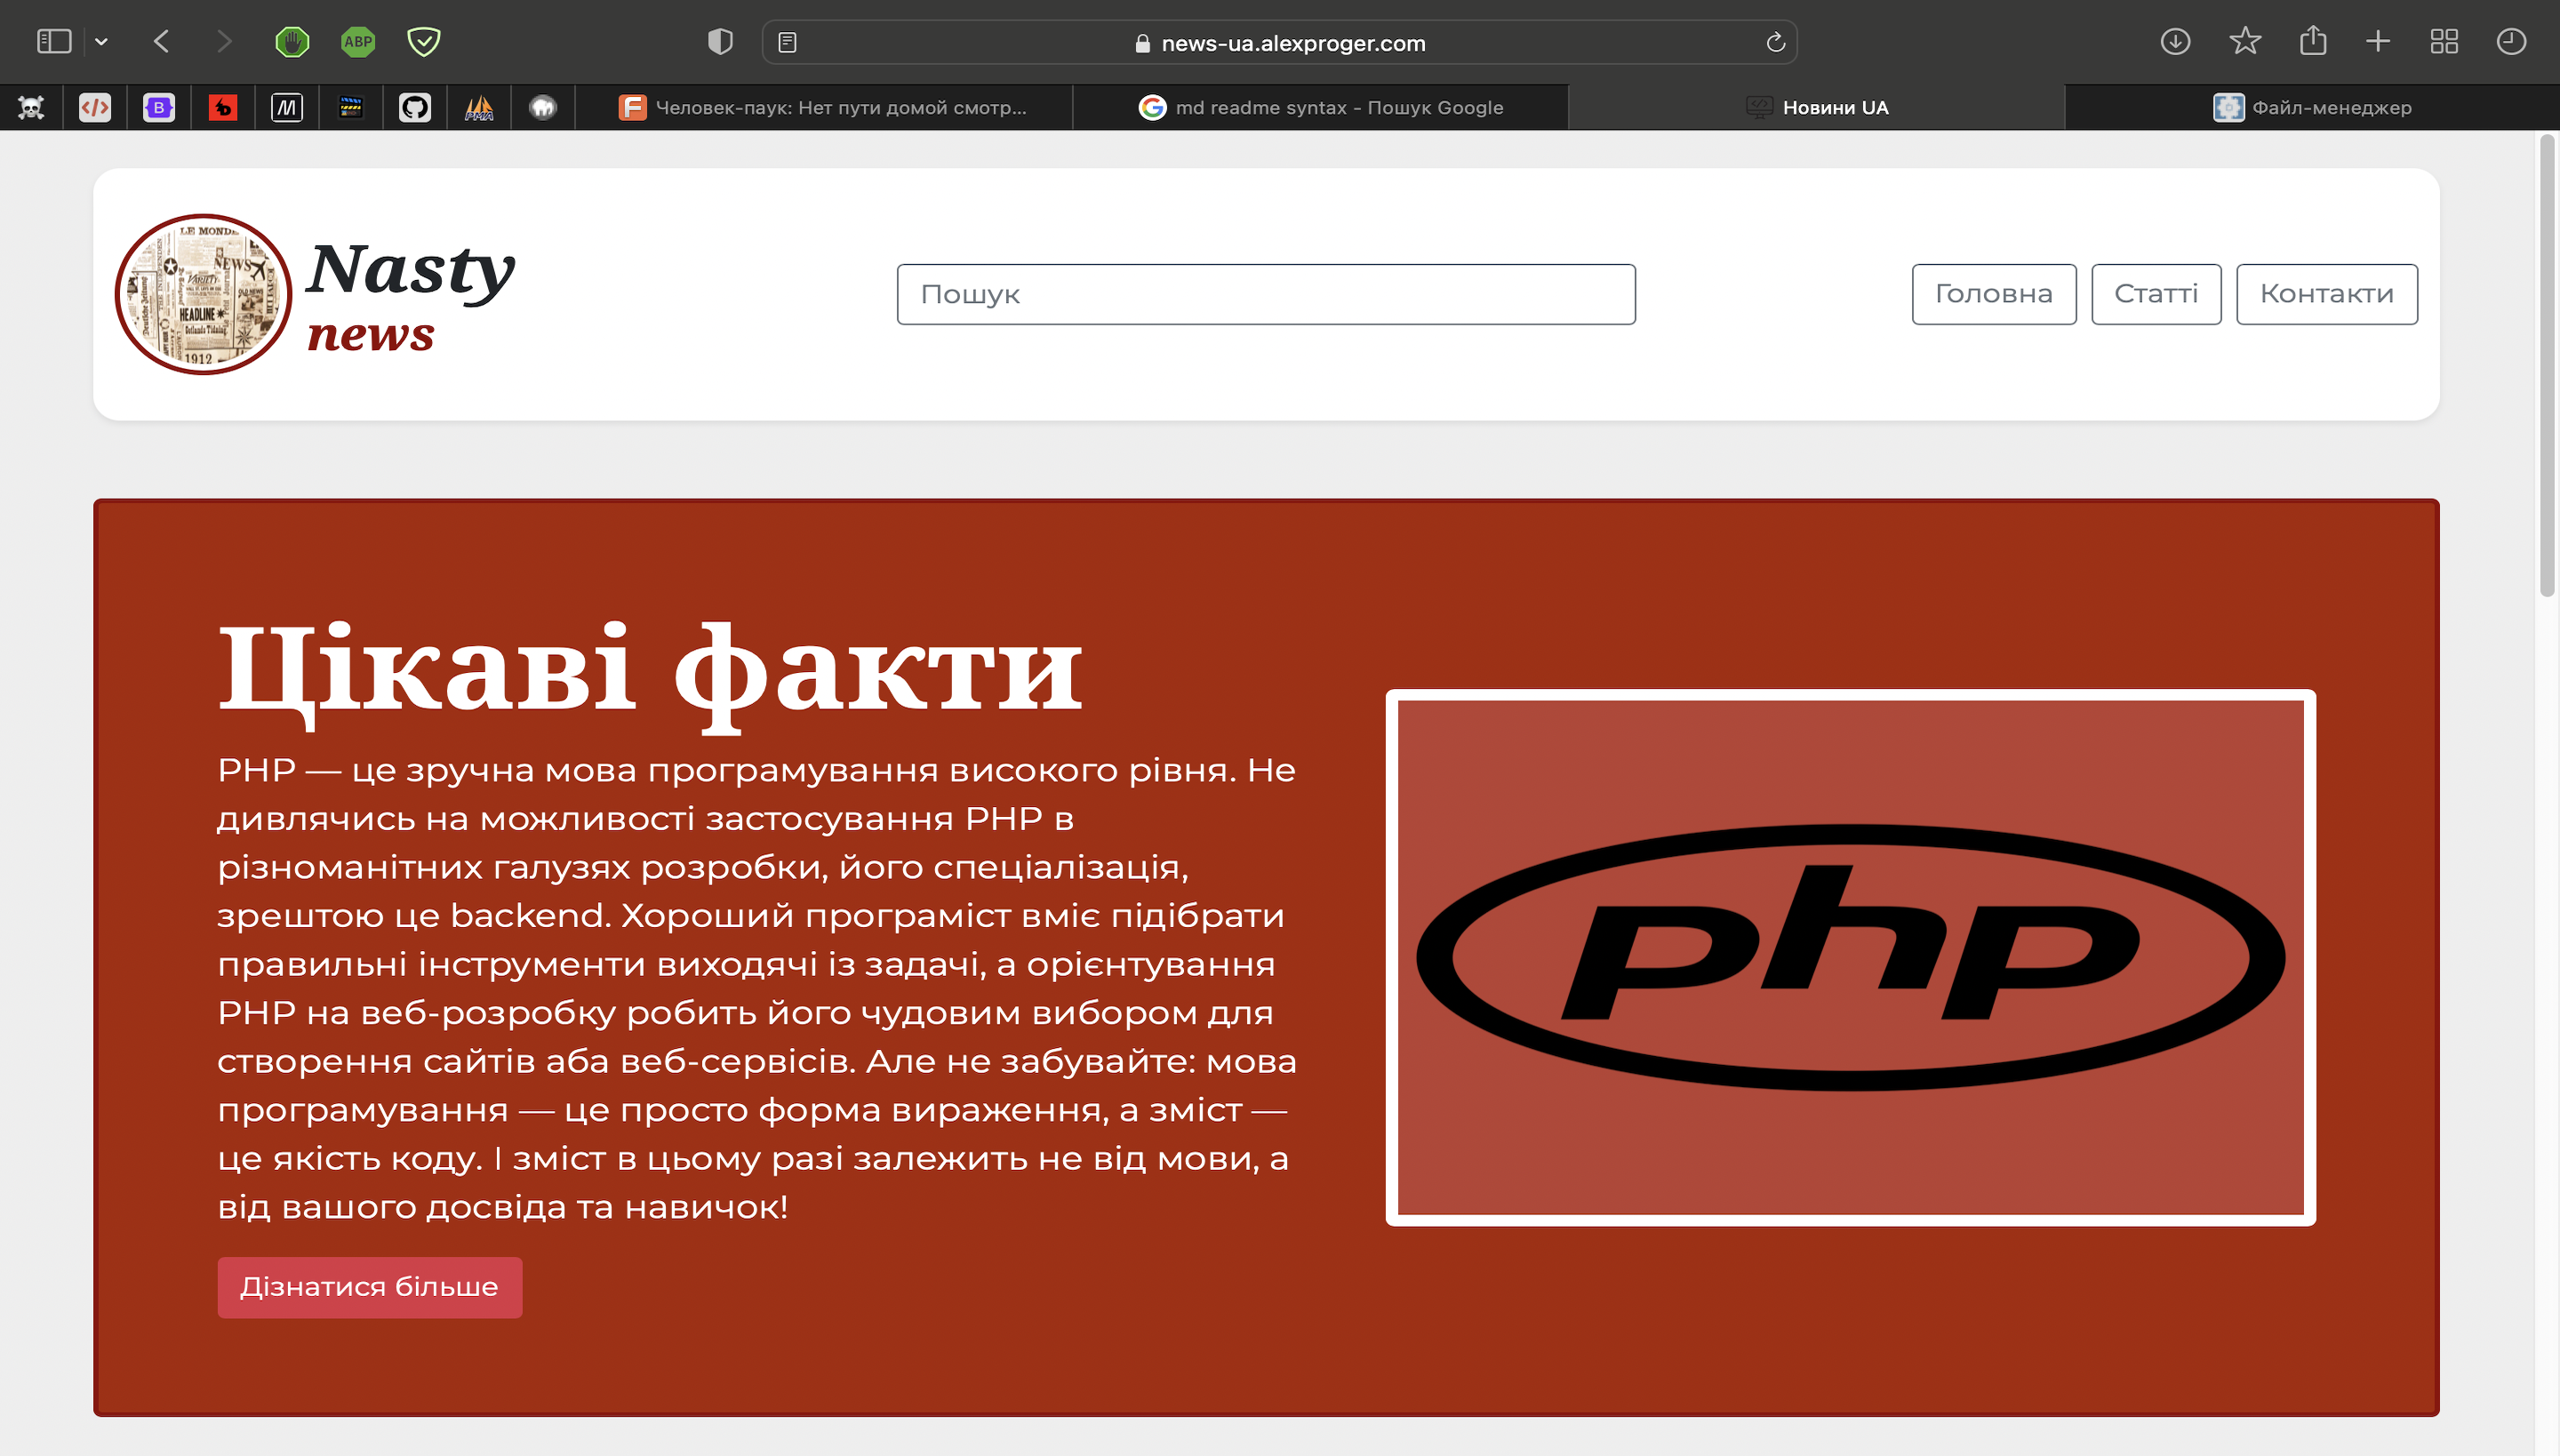 ABP
news-ua.alexproger.com
Человек-паук: Нет пути домой смотр...
md readme syntax - Пошук Google
Новини UA
Файл-менеджер
LE MONDE
NEWS
VARIETY
HEADLINE
1912
Nasty
news
Пошук
Головна
Статті
Контакти
Цікаві факти
PHP — це зручна мова програмування високого рівня. Не
дивлячись на можливості застосування PHP в
різноманітних галузях розробки, його спеціалізація,
зрештою це backend. Хороший програміст вміє підібрати
правильні інструменти виходячі із задачі, а орієнтування
PHP на веб-розробку робить його чудовим вибором для
створення сайтів аба веб-сервісів. Але не забувайте: мова
програмування — це просто форма вираження, а зміст —
це якість коду. І зміст в цьому разі залежить не від мови, а
від вашого досвіда та навичок!
php
Дізнатися більше